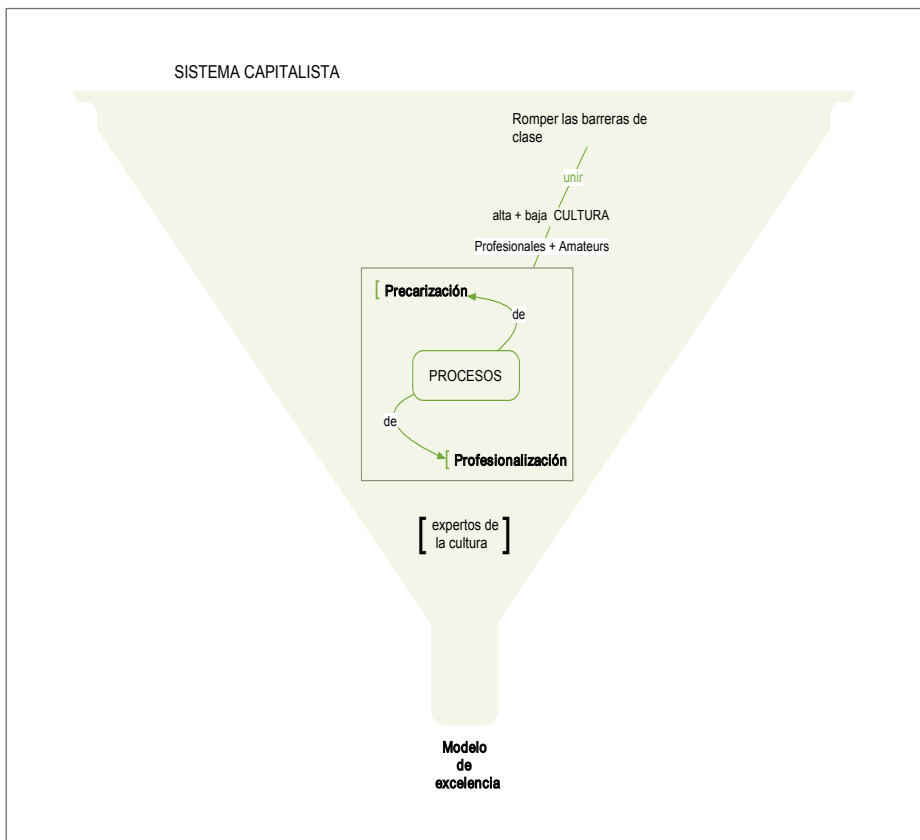 SISTEMA CAPITALISTA
Romper las barreras de
clase
unir
alta + baja CULTURA
Profesionales + Amateurs
[ Precarización
de
PROCESOS
de
[ Profesionalización
[ expertos de
la cultura ]
Modelo
de
excelencia